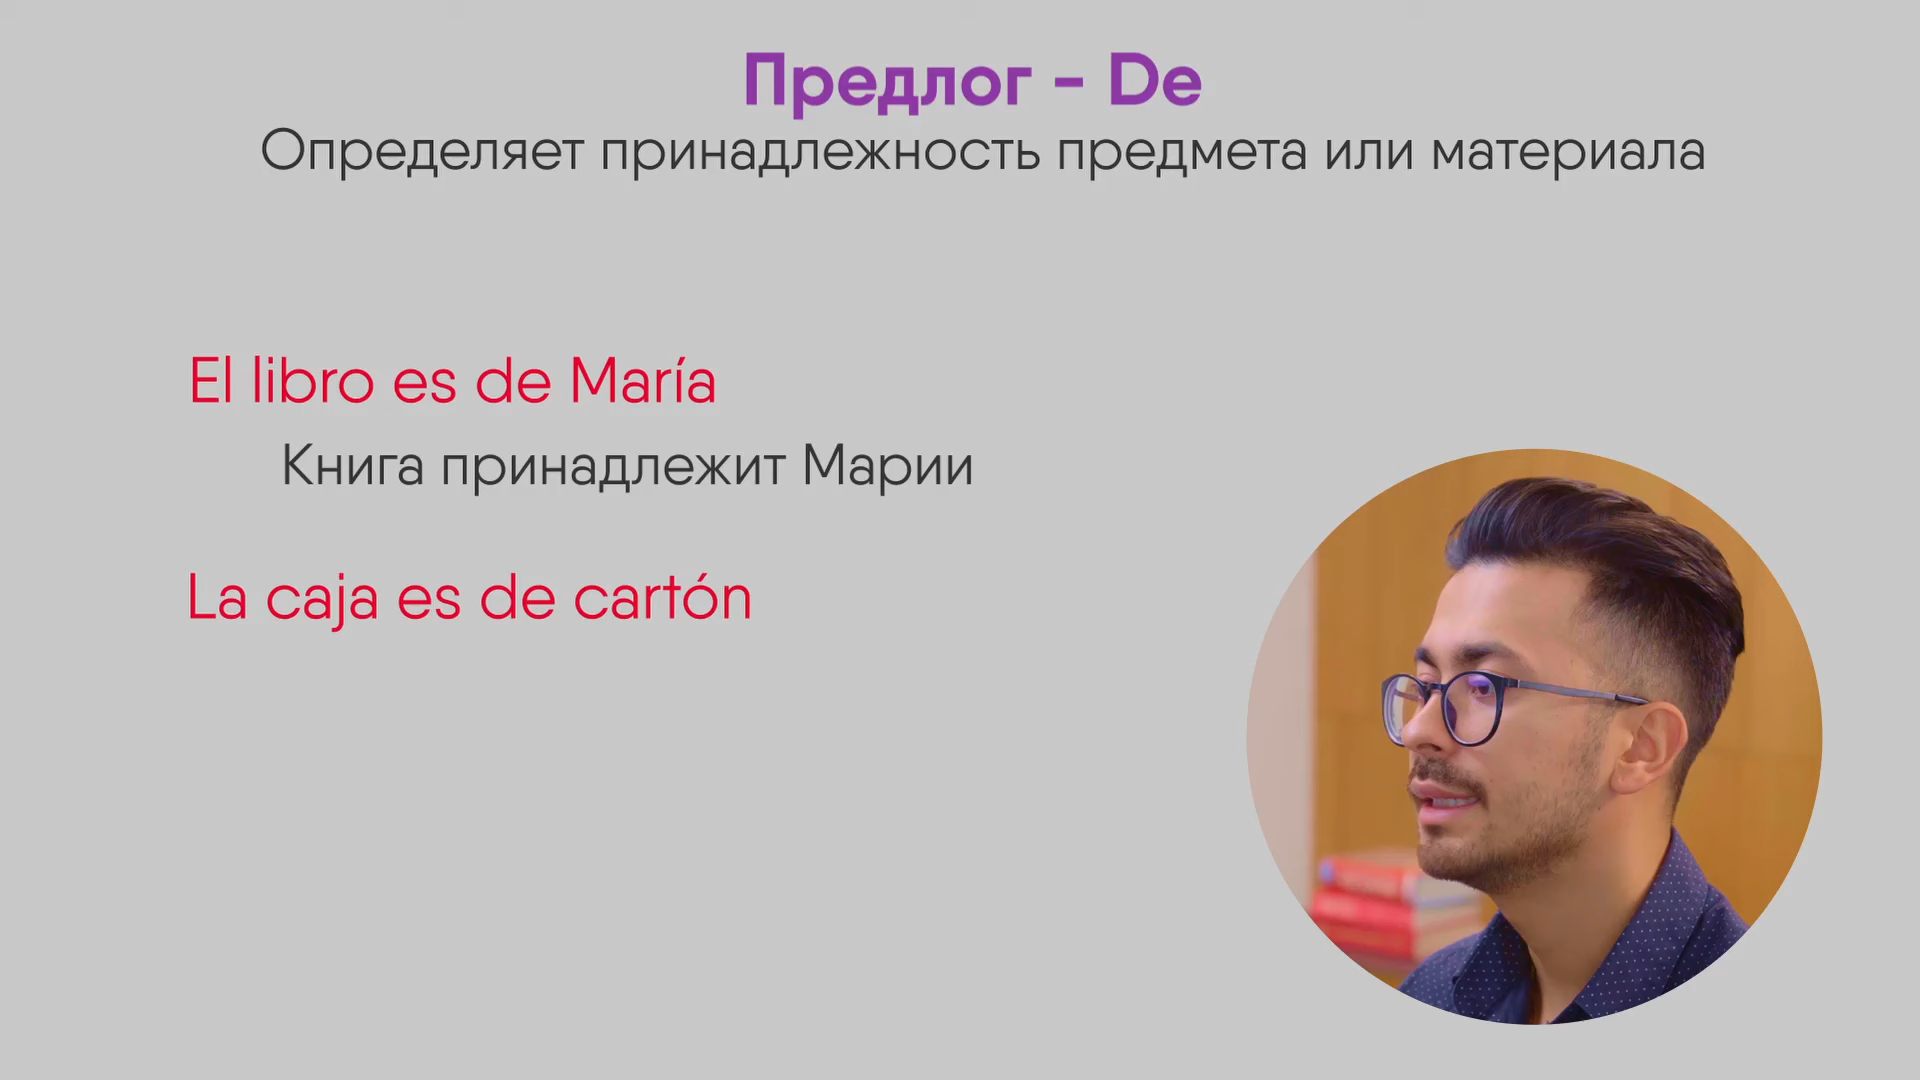 Предлог - De
Определяет принадлежность предмета или материала
El libro es de María
Книга принадлежит Марии
La caja es de cartón